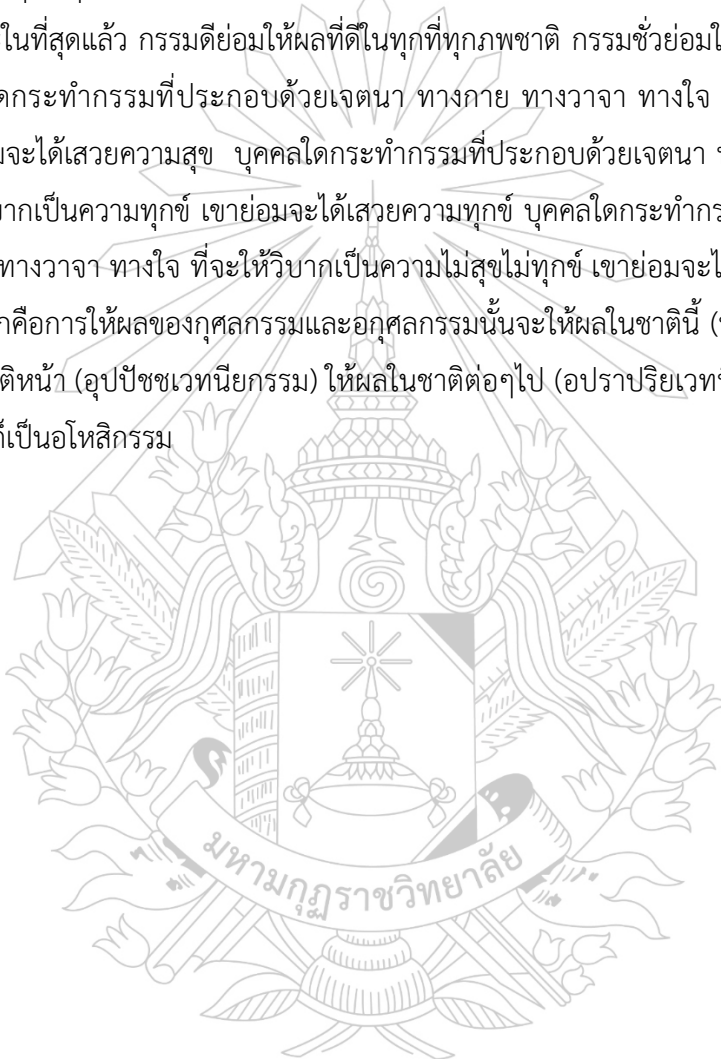 ในที่สุดแล้ว กรรมดีย่อมให้ผลที่ดีในทุกที่ทุกภพชาติ กรรมชั่วย่อมใ
กระทำกรรมที่ประกอบด้วยเจตนา ทางกาย ทางวาจา ทางใจ
จะได้เสวยความสุข บุคคลใดกระทำกรรมที่ประกอบด้วยเจตนา
ากเป็นความทุกข์ เขาย่อมจะได้เสวยความทุกข์ บุคคลใดกระทำกร
ทางวาจา ทางใจ ที่จะให้วิบากเป็นความไม่สุขไม่ทุกข์ เขาย่อมจะไ
กคือการให้ผลของกุศลกรรมและอกุศลกรรมนั้นจะให้ผลในชาตินี้ (
ติหน้า (อุปปัชชเวทนียกรรม) ให้ผลในชาติต่อๆไป (อปราปริยเวท
ก็เป็นอโหสิกรรม
มหามกุฏราชวิทยาลัย